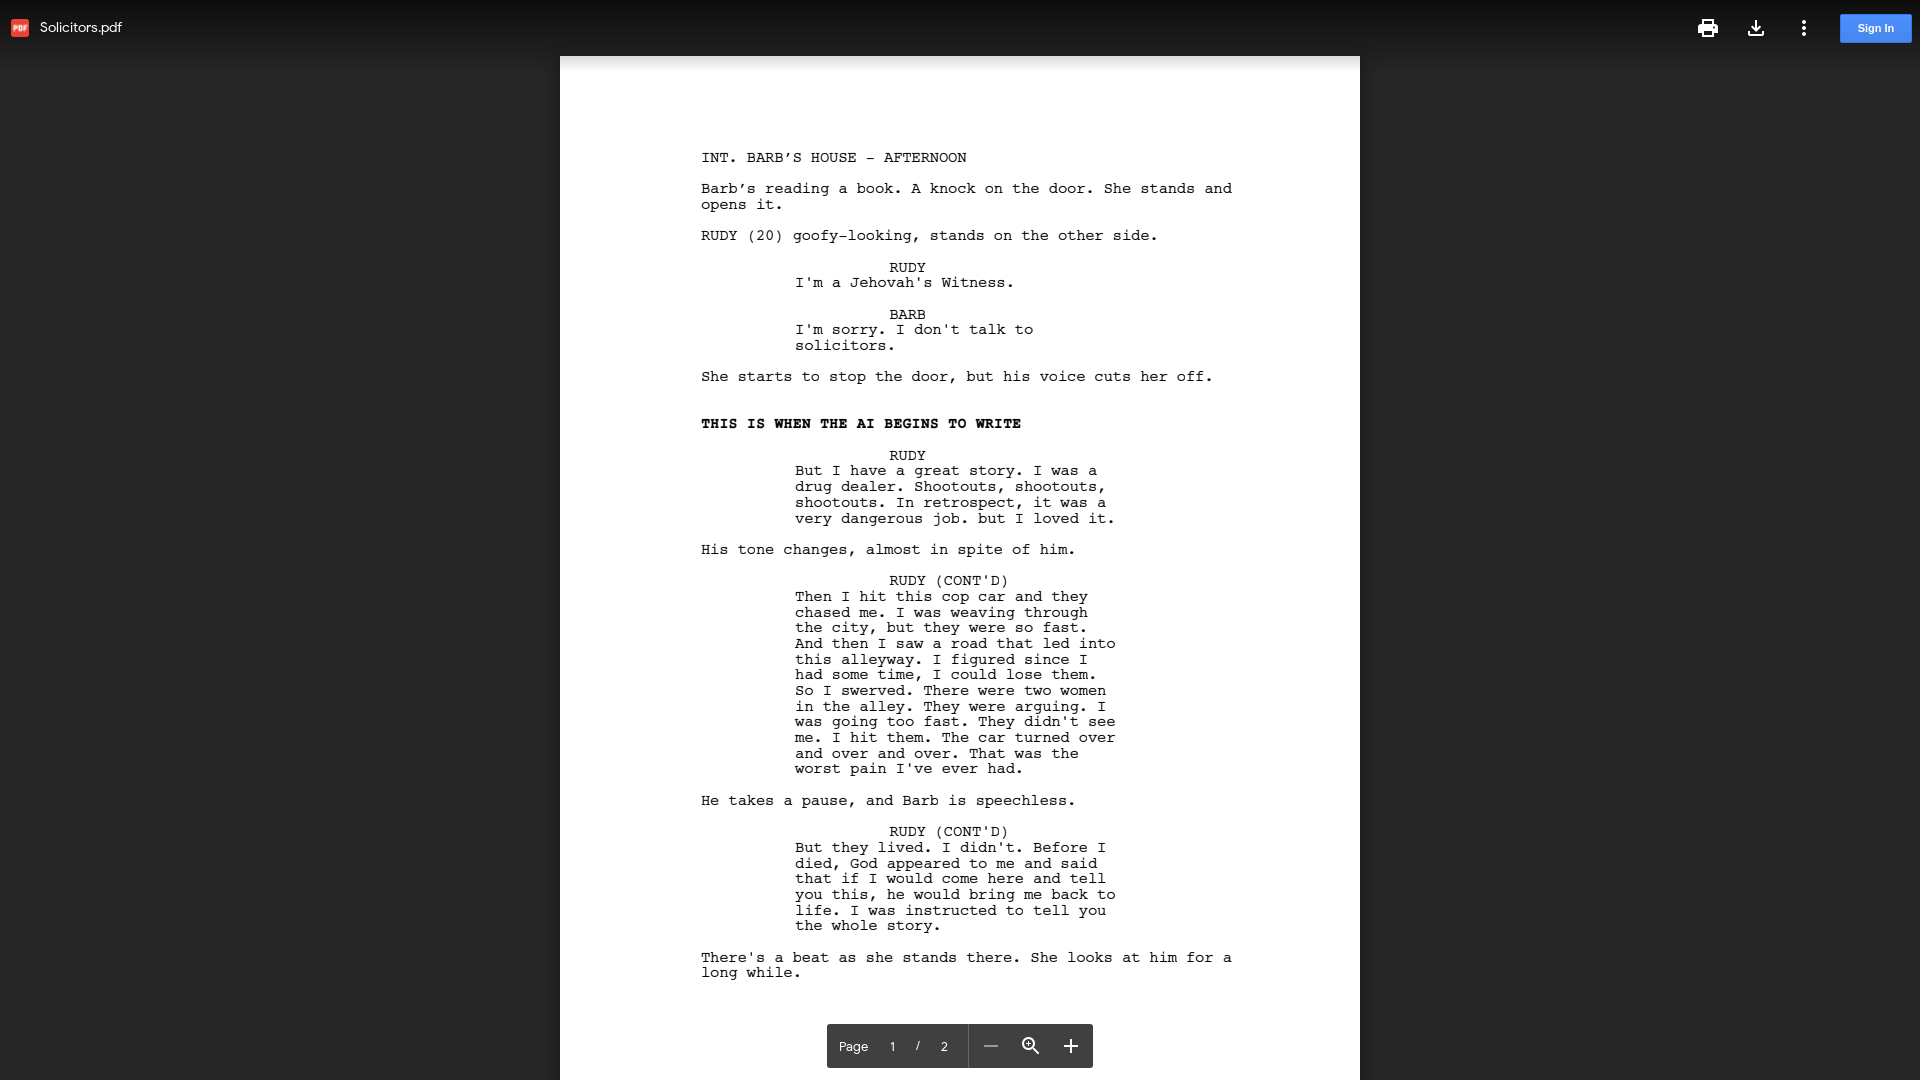 PDF Solicitors.pdf
Sign In
INT. BARB’S HOUSE – AFTERNOON
Barb’s reading a book. A knock on the door. She stands and
opens it.
RUDY (20) goofy-looking, stands on the other side.
RUDY
I'm a Jehovah's Witness.
BARB
I'm sorry. I don't talk to
solicitors.
She starts to stop the door, but his voice cuts her off.
THIS IS WHEN THE AI BEGINS TO WRITE
RUDY
But I have a great story. I was a
drug dealer. Shootouts, shootouts,
shootouts. In retrospect, it was a
very dangerous job. but I loved it.
His tone changes, almost in spite of him.
RUDY (CONT'D)
Then I hit this cop car and they
chased me. I was weaving through
the city, but they were so fast.
And then I saw a road that led into
this alleyway. I figured since I
had some time, I could lose them.
So I swerved. There were two women
in the alley. They were arguing. I
was going too fast. They didn't see
me. I hit them. The car turned over
and over and over. That was the
worst pain I've ever had.
He takes a pause, and Barb is speechless.
RUDY (CONT'D)
But they lived. I didn't. Before I
died, God appeared to me and said
that if I would come here and tell
you this, he would bring me back to
life. I was instructed to tell you
the whole story.
There's a beat as she stands there. She looks at him for a
long while.
Page 1 / 2